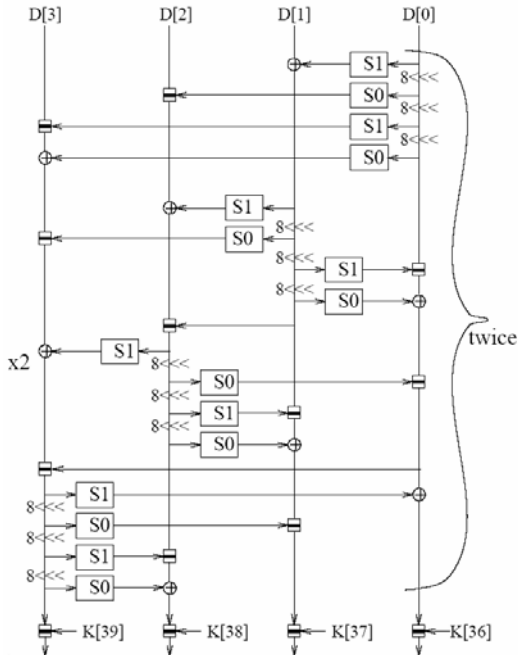 D[3] D[2] D[1] D[0]
S1
8<<<
S0
8<<<
S1
8<<<
S0
S1
8<<<
S0
8<<<
S1
8<<<
S0
twice
x2
S1
8<<<
S0
8<<<
S1
8<<<
S0
S1
8<<<
S0
8<<<
S1
8<<<
S0
K[39] K[38] K[37] K[36]